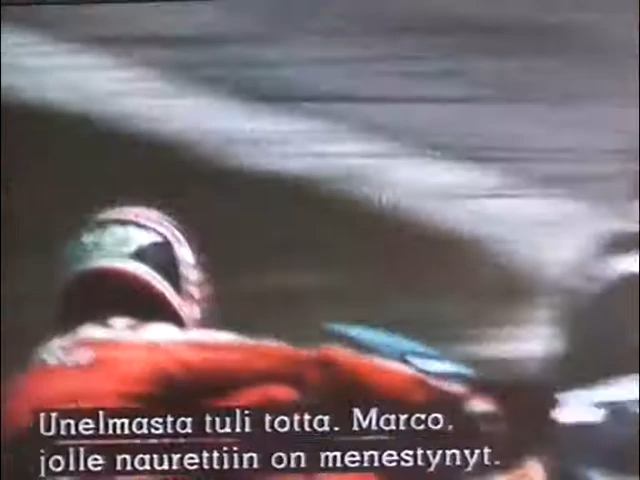 Unelmasta tuli totta. Marco,
jolle naurettiin on menestynyt.